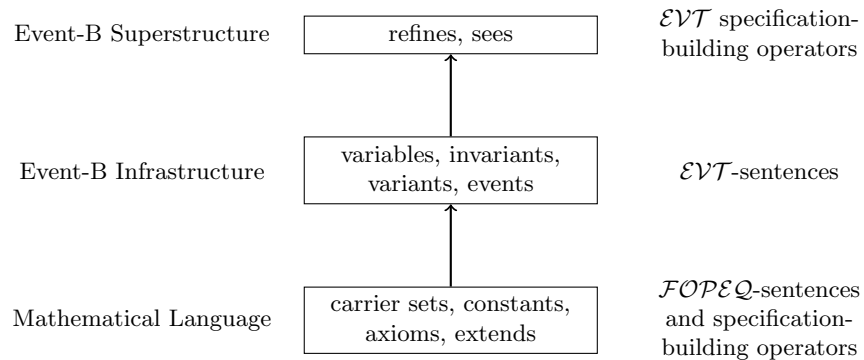 Event-B Superstructure
refines, sees
ℰ𝒱𝒯 specification-
building operators
Event-B Infrastructure
variables, invariants,
variants, events
ℰ𝒱𝒯-sentences
Mathematical Language
carrier sets, constants,
axioms, extends
ℱ𝒪𝒫ℰ𝒬-sentences
and specification-
building operators